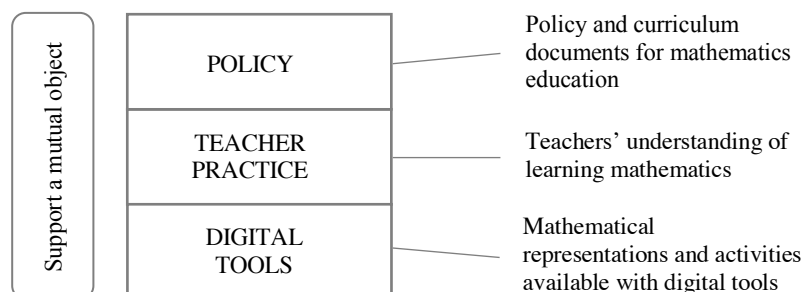 Support a mutual object
POLICY
Policy and curriculum
documents for mathematics
education
TEACHER
PRACTICE
Teachers’ understanding of
learning mathematics
DIGITAL
TOOLS
Mathematical
representations and activities
available with digital tools